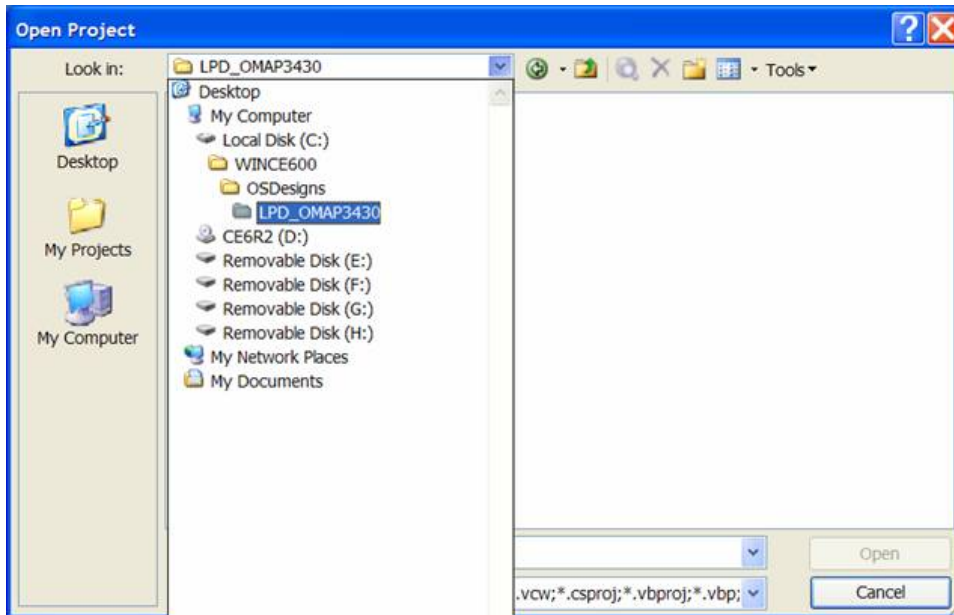 Open Project
Look in:
LPD_OMAP3430
Tools
Desktop
My Projects
My Computer
Desktop
My Computer
Local Disk (C:)
WINCE600
OSDesigns
LPD_OMAP3430
CE6R2 (D:)
Removable Disk (E:)
Removable Disk (F:)
Removable Disk (G:)
Removable Disk (H:)
My Network Places
My Documents
Open
.vcw;*.csproj;*.vbproj;*.vbp;
Cancel